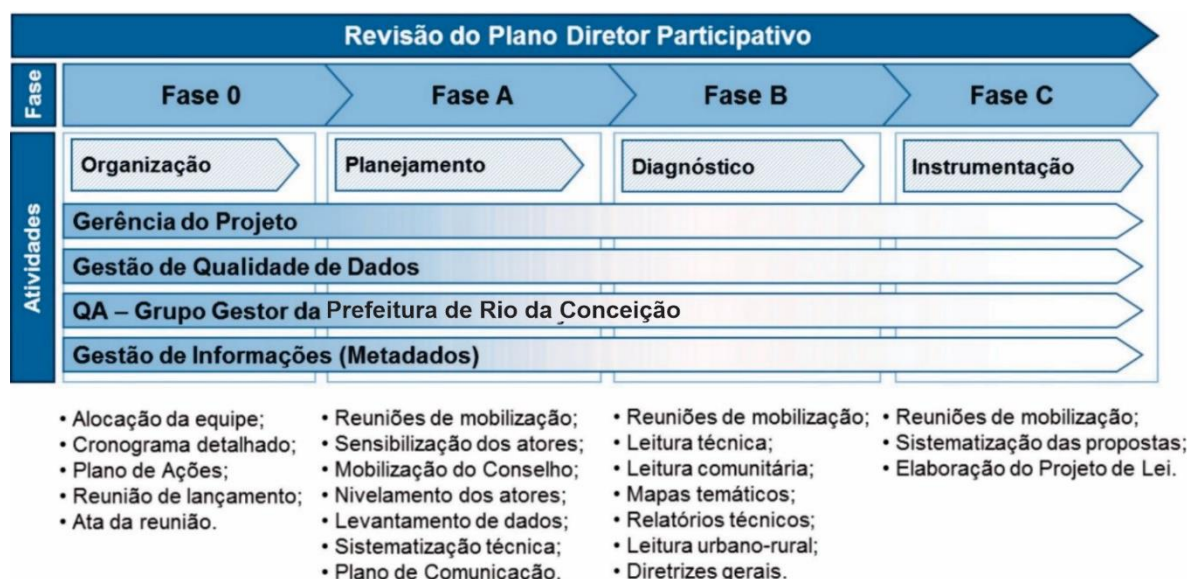 Revisão do Plano Diretor Participativo
Fase
Fase 0
Fase A
Fase B
Fase C
Atividades
Organização
Planejamento
Diagnóstico
Instrumentação
Gerência do Projeto
Gestão de Qualidade de Dados
QA – Grupo Gestor da Prefeitura de Rio da Conceição
Gestão de Informações (Metadados)
• Alocação da equipe;
• Cronograma detalhado;
• Plano de Ações;
• Reunião de lançamento;
• Ata da reunião.
• Reuniões de mobilização;
• Sensibilização dos atores;
• Mobilização do Conselho;
• Nivelamento dos atores;
• Levantamento de dados;
• Sistematização técnica;
• Plano de Comunicação.
• Reuniões de mobilização;
• Leitura técnica;
• Leitura comunitária;
• Mapas temáticos;
• Relatórios técnicos;
• Leitura urbano-rural;
• Diretrizes gerais.
• Reuniões de mobilização;
• Sistematização das propostas;
• Elaboração do Projeto de Lei.